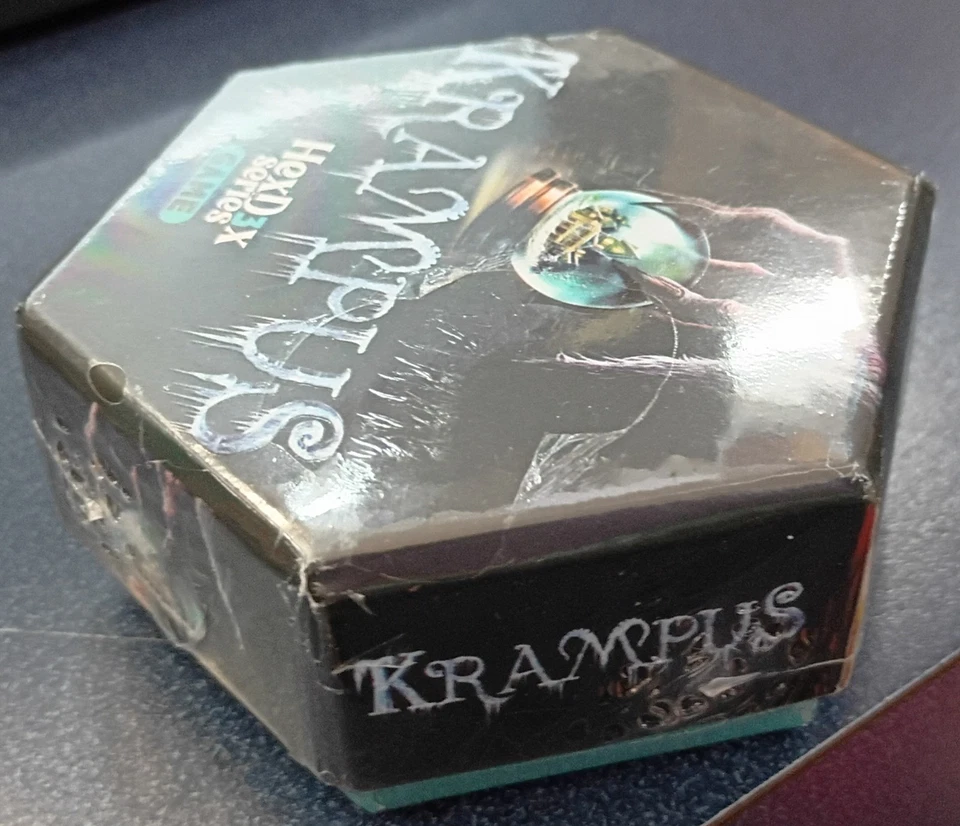 KRAMPUS
HexD3x
Series
GAME
KRAMPUS